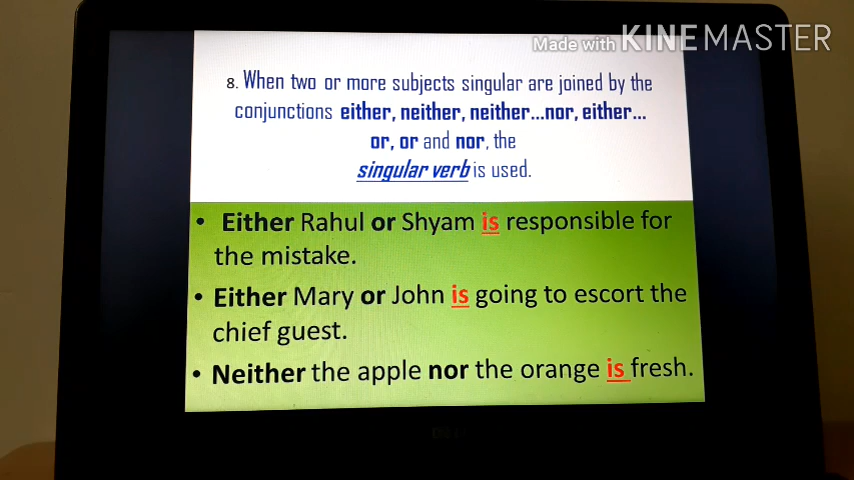 Made with KINEMASTER
8. When two or more subjects singular are joined by the
conjunctions either, neither, neither...nor, either...
or, or and nor, the
singular verb is used.
• Either Rahul or Shyam is responsible for
the mistake.
• Either Mary or John is going to escort the
chief guest.
• Neither the apple nor the orange is fresh.